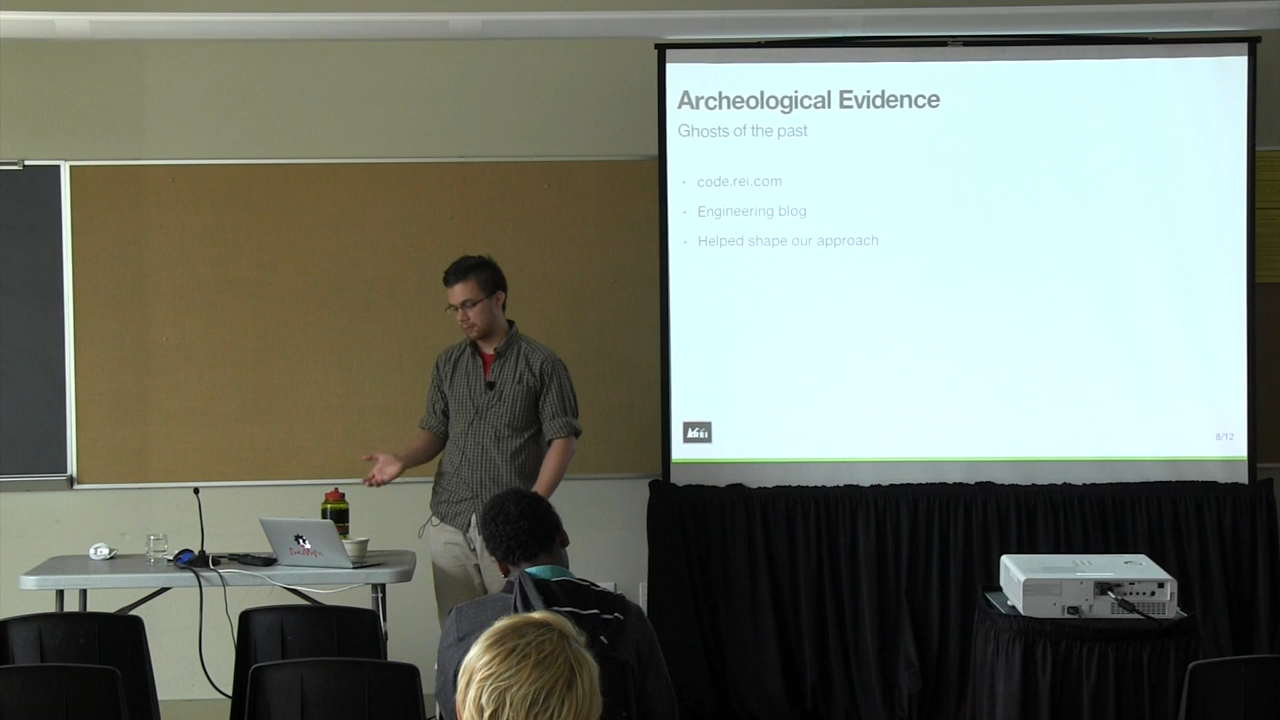 Archeological Evidence
Ghosts of the past
· code.rei.com
· Engineering blog
· Helped shape our approach
8/12